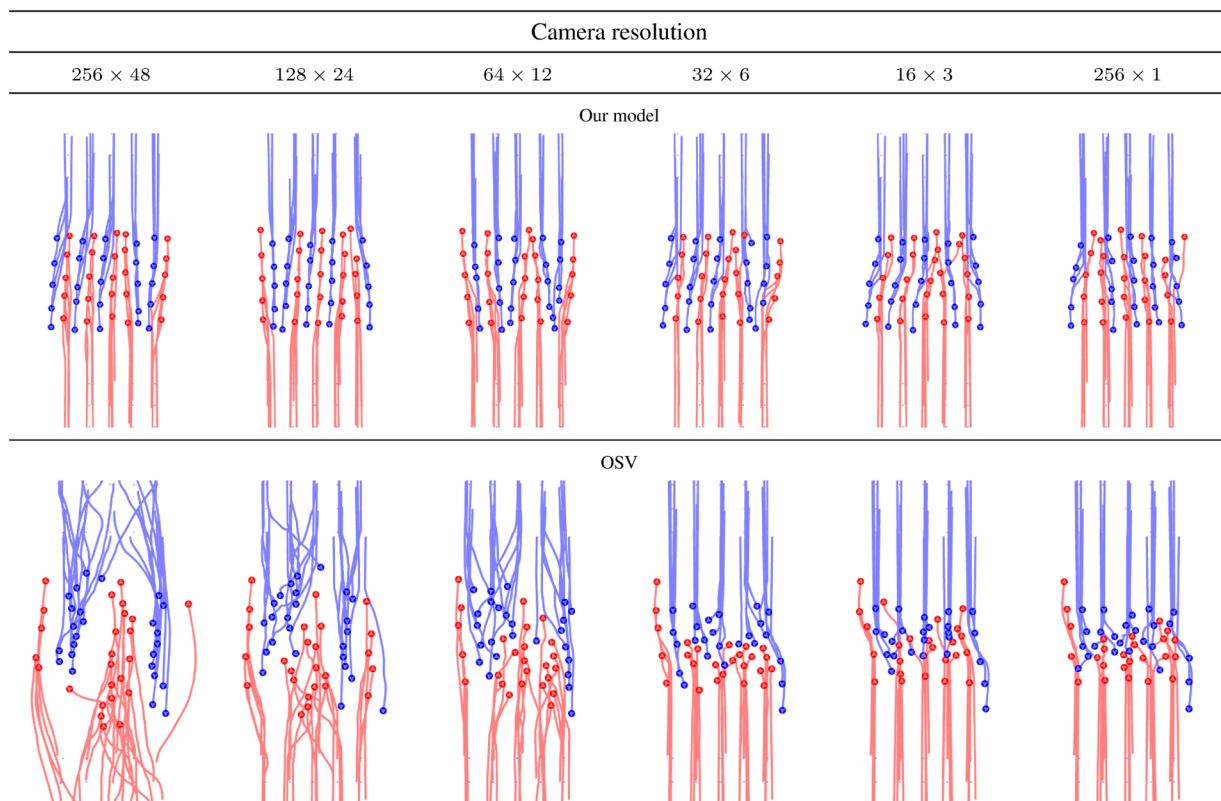 Camera resolution
256 × 48 128 × 24 64 × 12 32 × 6 16 × 3 256 × 1
Our model
OSV